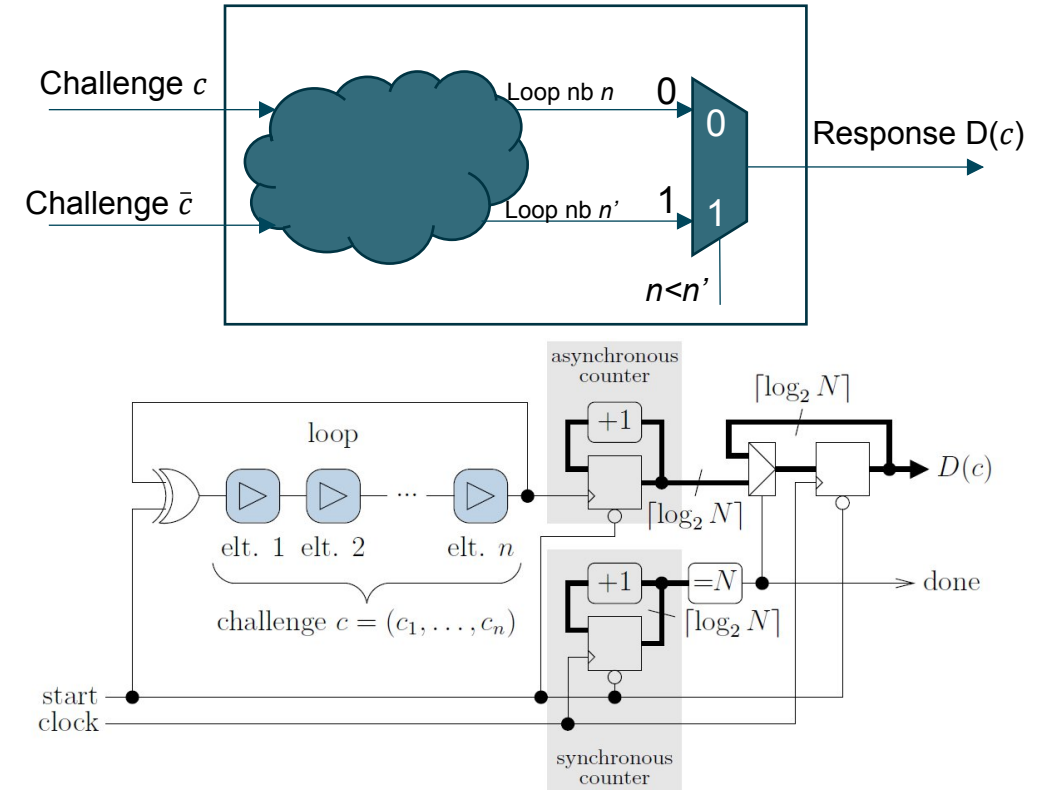 Challenge c
Loop nb n
0
0
Response D(c)
Challenge c̄
Loop nb n’
1
1
n<n’
asynchronous
counter
+1
⌈log₂ N⌉
loop
D(c)
⌈log₂ N⌉
elt. 1 elt. 2 ... elt. n
+1
=N
done
⌈log₂ N⌉
challenge c = (c₁, . . . , cₙ)
start
clock
synchronous
counter